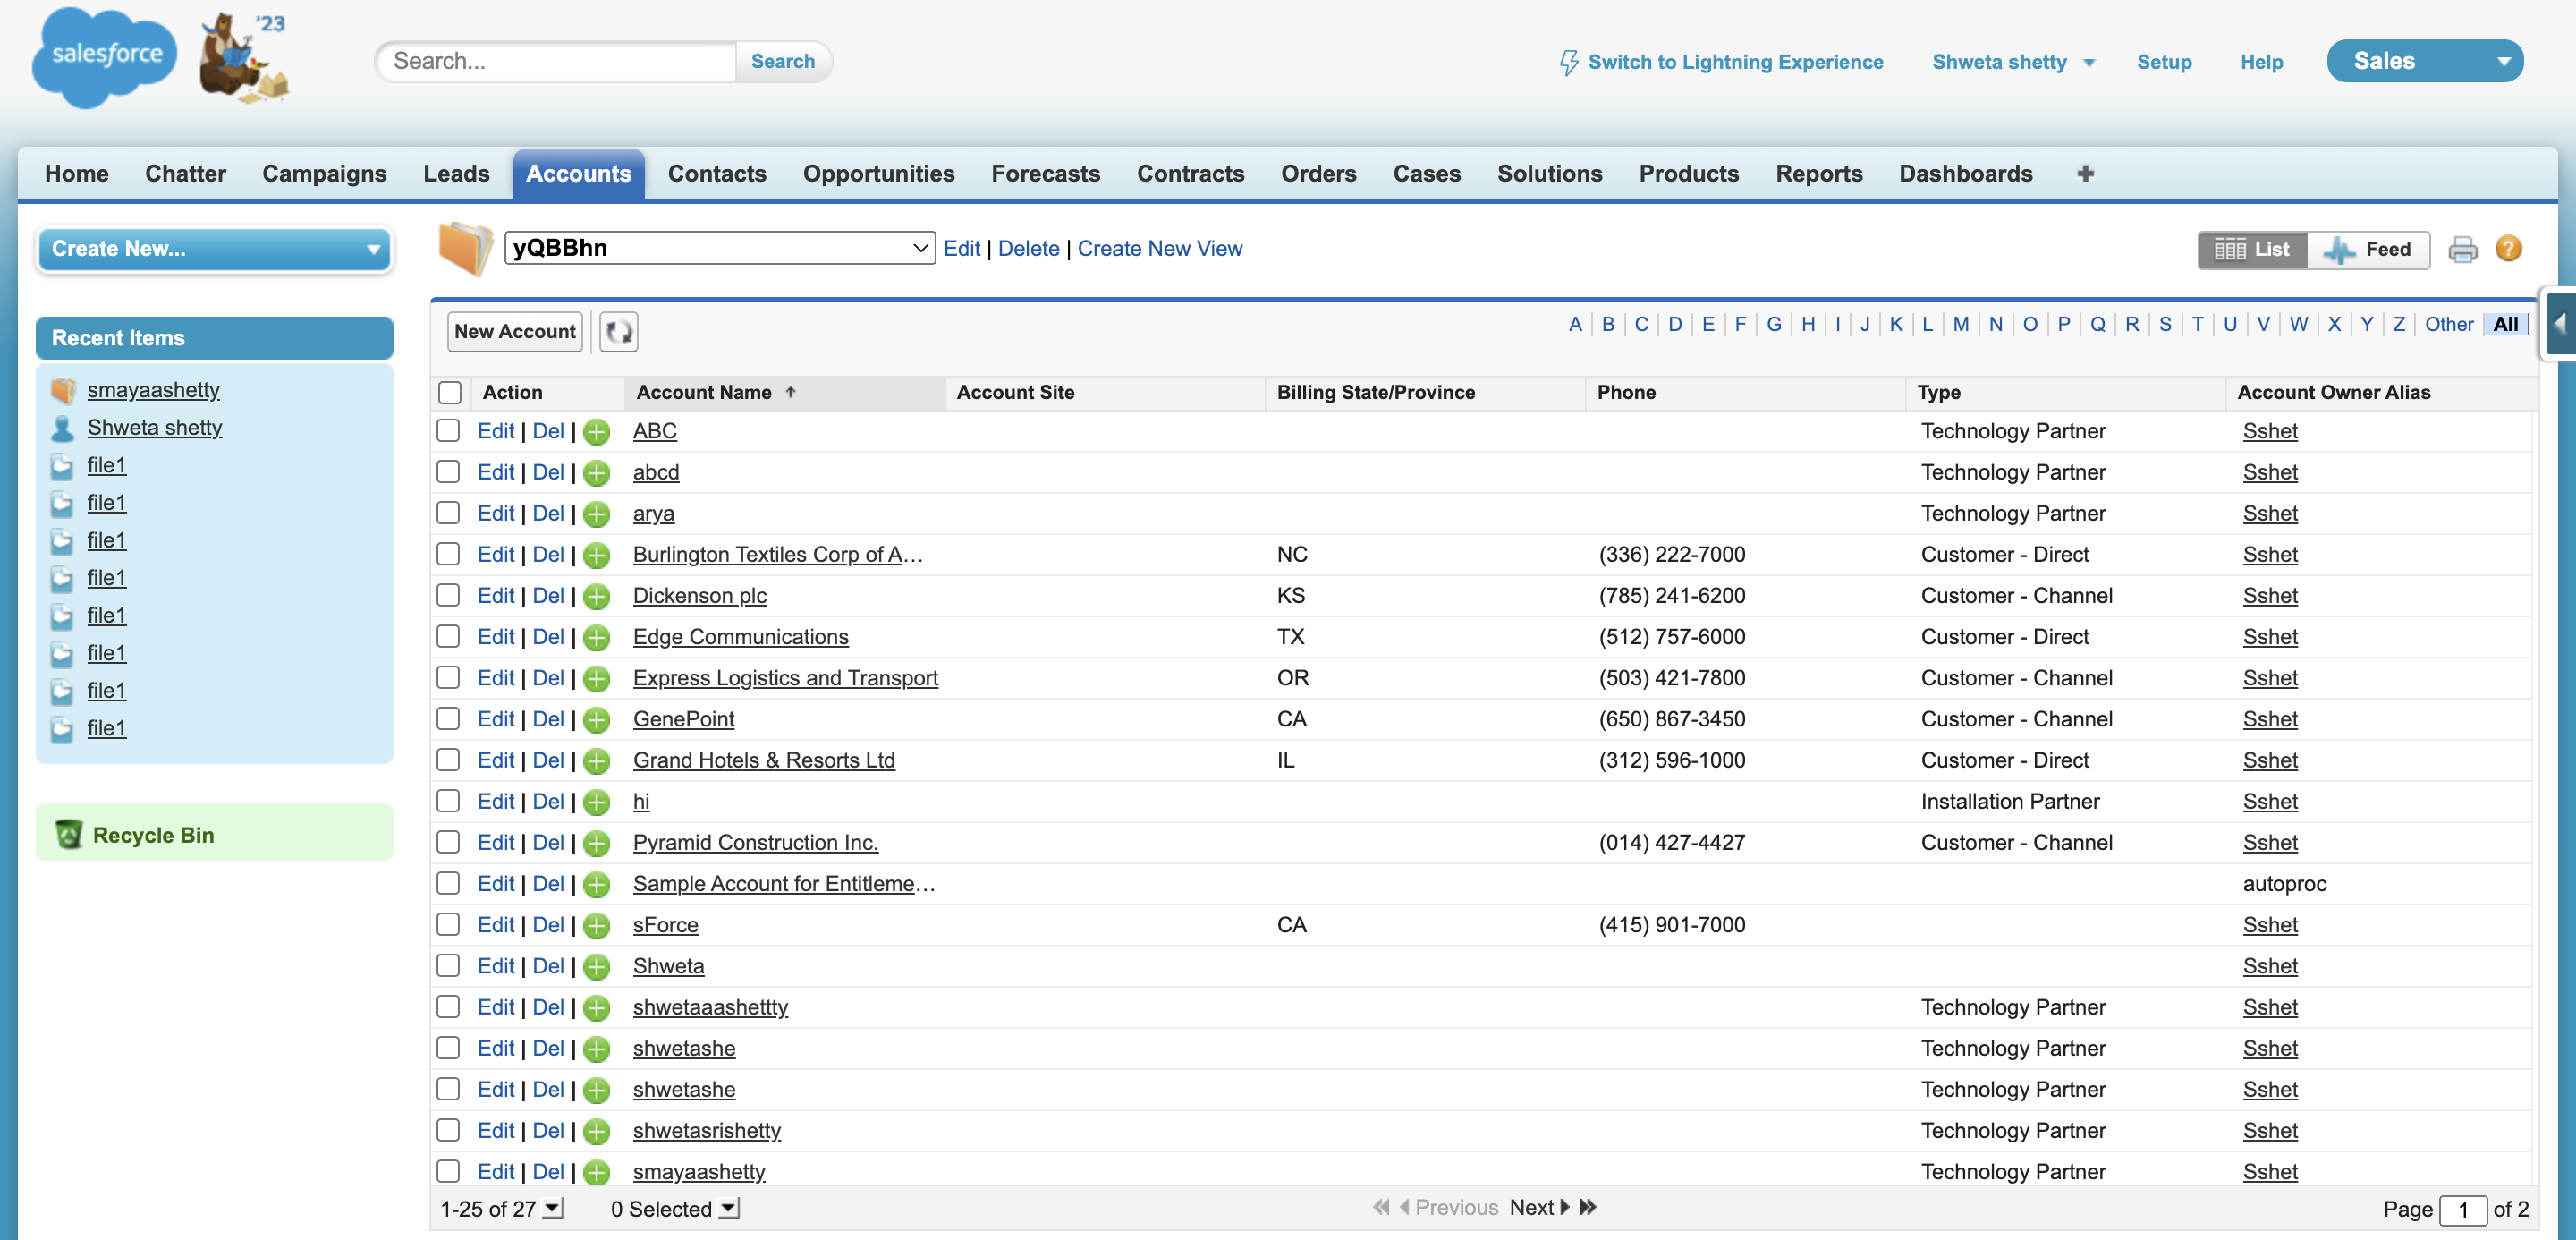 salesforce
'23
Search...
Search
Switch to Lightning Experience
Shweta shetty
Setup
Help
Sales
Home Chatter Campaigns Leads Accounts Contacts Opportunities Forecasts Contracts Orders Cases Solutions Products Reports Dashboards +
Create New...
Recent Items
smayaashetty
Shweta shetty
file1
file1
file1
file1
file1
file1
file1
file1
Recycle Bin
yQBBhn Edit | Delete | Create New View
List Feed ?
New Account
A | B | C | D | E | F | G | H | I | J | K | L | M | N | O | P | Q | R | S | T | U | V | W | X | Y | Z | Other | All
Action Account Name ↑ Account Site Billing State/Province Phone Type Account Owner Alias
Edit | Del | ABC Technology Partner Sshet
Edit | Del | abcd Technology Partner Sshet
Edit | Del | arya Technology Partner Sshet
Edit | Del | Burlington Textiles Corp of A... NC (336) 222-7000 Customer - Direct Sshet
Edit | Del | Dickenson plc KS (785) 241-6200 Customer - Channel Sshet
Edit | Del | Edge Communications TX (512) 757-6000 Customer - Direct Sshet
Edit | Del | Express Logistics and Transport OR (503) 421-7800 Customer - Channel Sshet
Edit | Del | GenePoint CA (650) 867-3450 Customer - Channel Sshet
Edit | Del | Grand Hotels & Resorts Ltd IL (312) 596-1000 Customer - Direct Sshet
Edit | Del | hi Installation Partner Sshet
Edit | Del | Pyramid Construction Inc. (014) 427-4427 Customer - Channel Sshet
Edit | Del | Sample Account for Entitleme... autoproc
Edit | Del | sForce CA (415) 901-7000 Sshet
Edit | Del | Shweta Sshet
Edit | Del | shwetaaashettty Technology Partner Sshet
Edit | Del | shwetashe Technology Partner Sshet
Edit | Del | shwetashe Technology Partner Sshet
Edit | Del | shwetasrishetty Technology Partner Sshet
Edit | Del | smayaashetty Technology Partner Sshet
1-25 of 27 0 Selected Previous Next Page 1 of 2